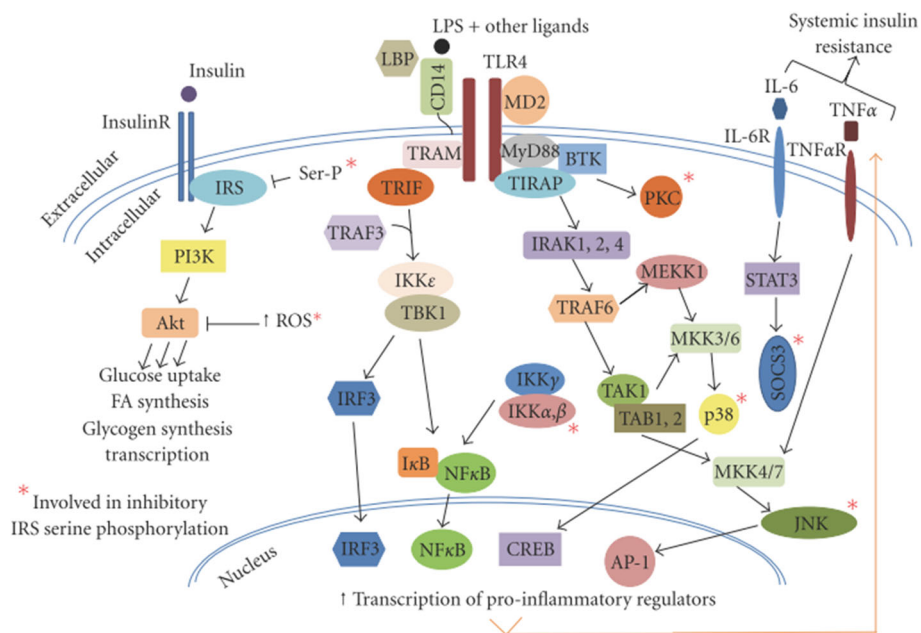 LPS + other ligands
Systemic insulin
resistance
LBP
CD14
TLR4
Insulin
MD2
IL-6
TNFα
InsulinR
IL-6R
TNFαR
TRAM
MyD88
BTK
Extracellular
Intracellular
IRS
Ser-P *
TRIF
TIRAP
PKC *
TRAF3
IRAK1, 2, 4
PI3K
IKKε
MEKK1
STAT3
TBK1
TRAF6
Akt
↑ ROS *
MKK3/6
SOCS3 *
Glucose uptake
FA synthesis
Glycogen synthesis
transcription
IRF3
IKKγ
IKKα,β *
TAK1
TAB1, 2
p38 *
IκB
NFκB
MKK4/7
* Involved in inhibitory
IRS serine phosphorylation
JNK *
Nucleus
IRF3
NFκB
CREB
AP-1
↑ Transcription of pro-inflammatory regulators